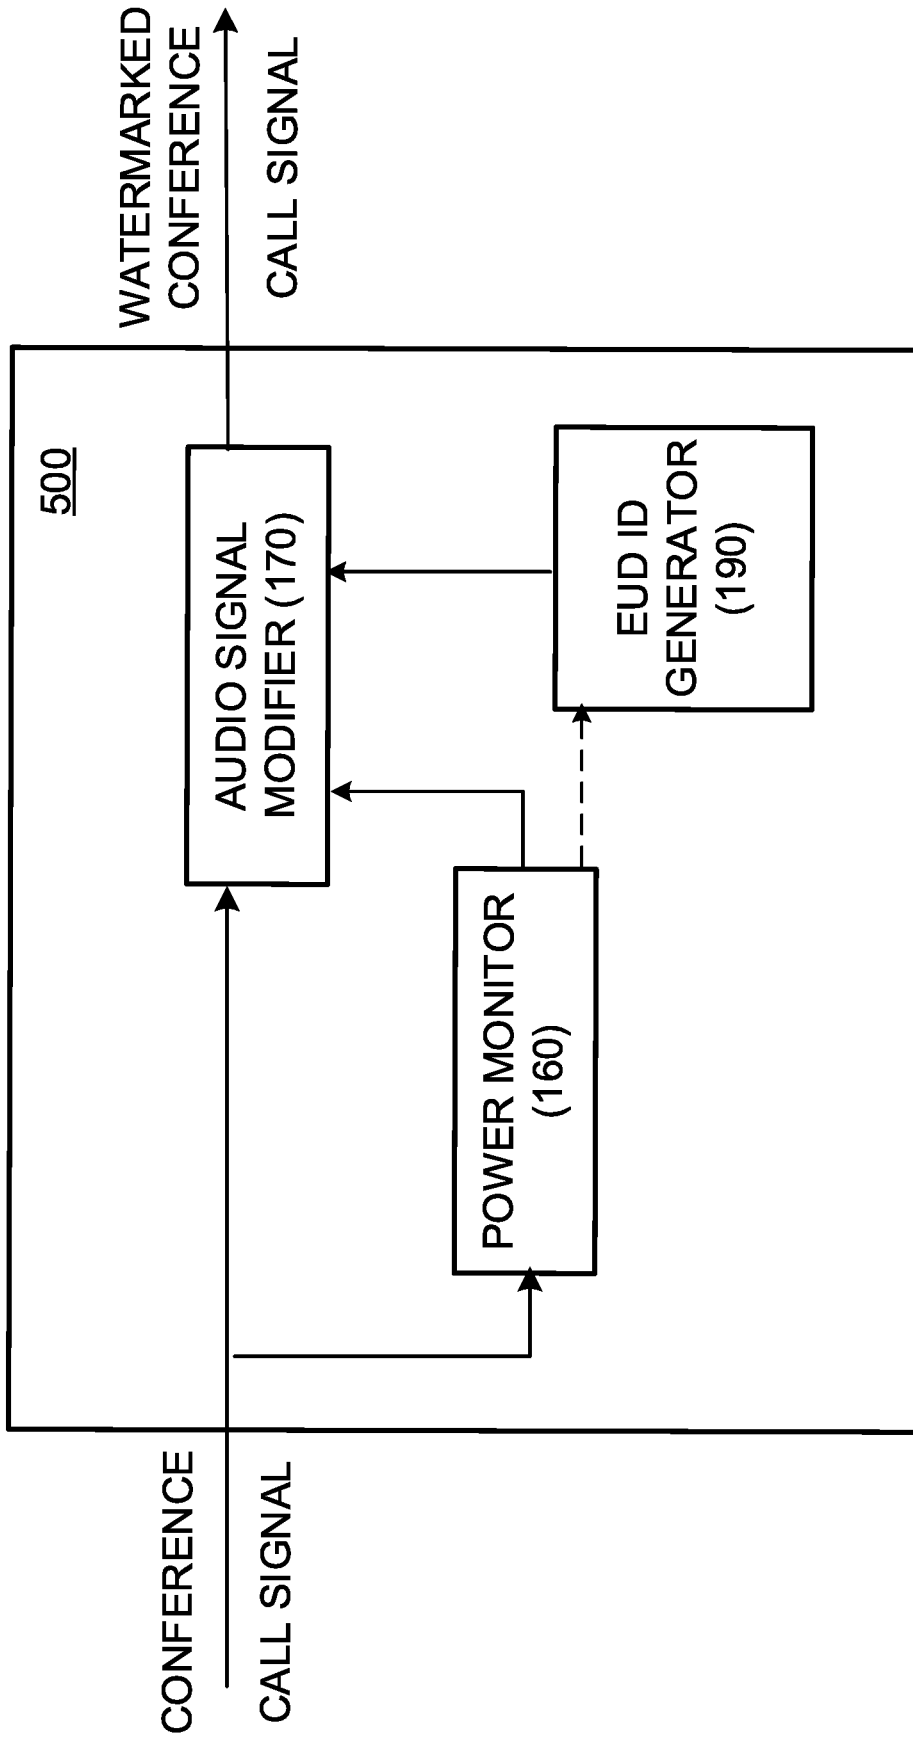 500
CONFERENCE
CALL SIGNAL
AUDIO SIGNAL
MODIFIER (170)
WATERMARKED
CONFERENCE
CALL SIGNAL
POWER MONITOR
(160)
EUD ID
GENERATOR
(190)